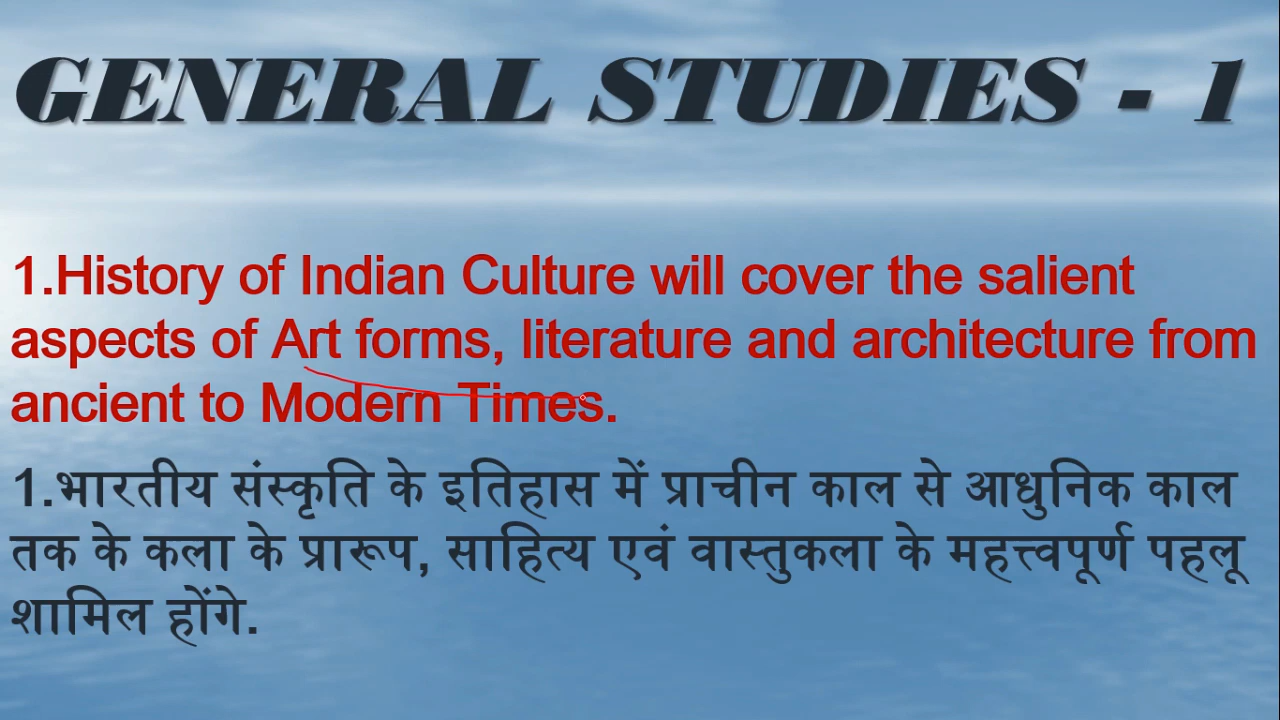 GENERAL STUDIES - 1
1.History of Indian Culture will cover the salient
aspects of Art forms, literature and architecture from
ancient to Modern Times.
1.भारतीय संस्कृति के इतिहास में प्राचीन काल से आधुनिक काल
तक के कला के प्रारूप, साहित्य एवं वास्तुकला के महत्त्वपूर्ण पहलू
शामिल होंगे.